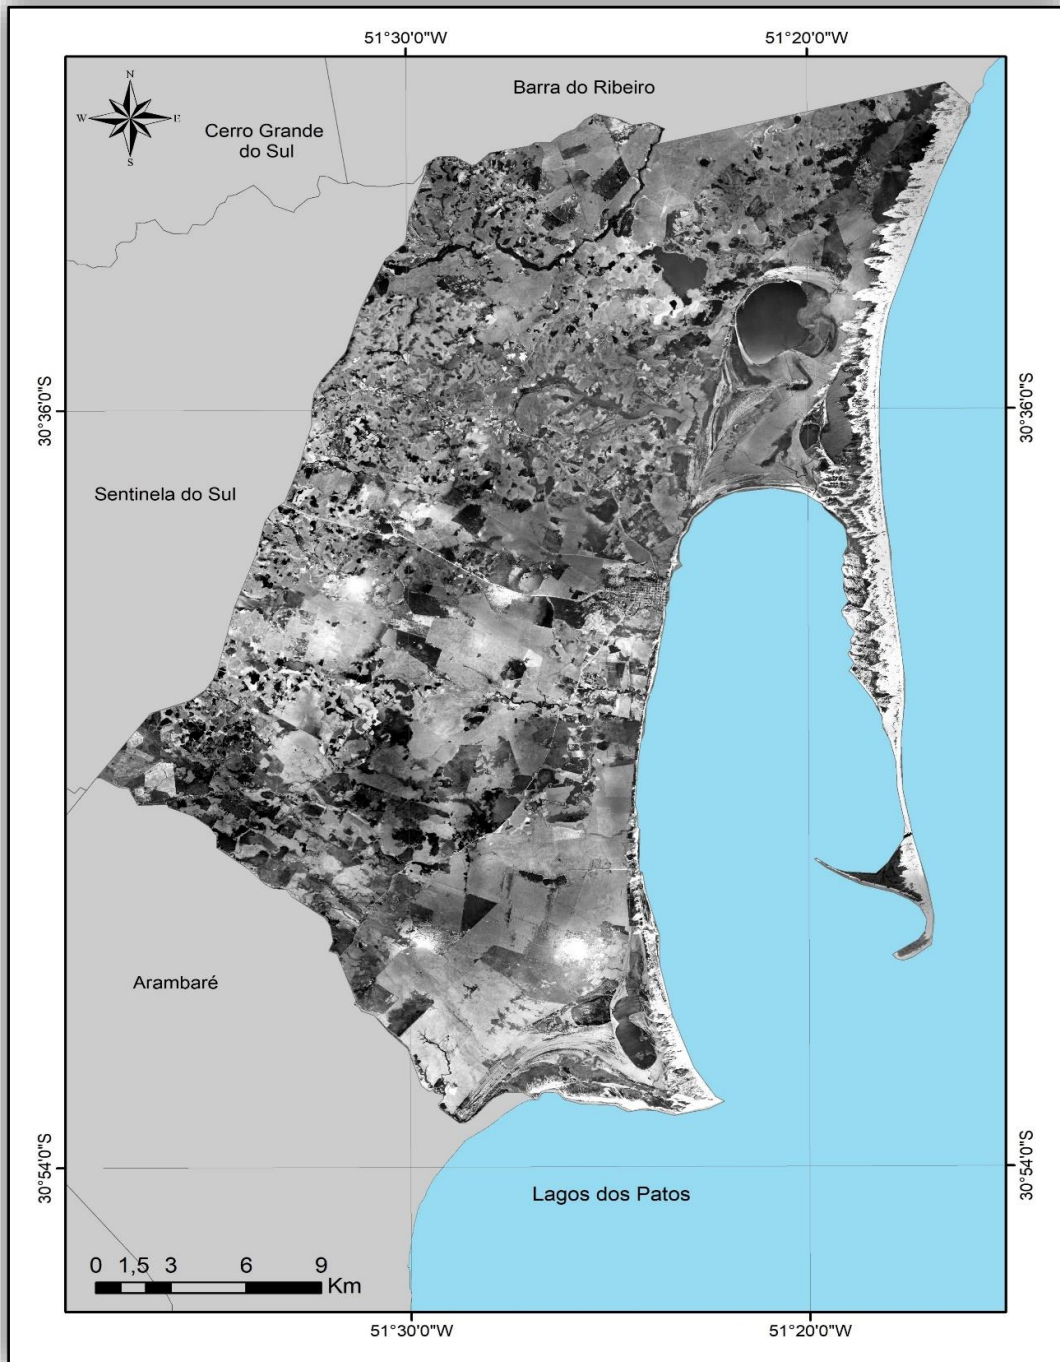 51°30'0"W
51°20'0"W
Barra do Ribeiro
N
W
E
S
Cerro Grande
do Sul
30°36'0"S
30°36'0"S
Sentinela do Sul
Arambaré
30°54'0"S
30°54'0"S
Lagos dos Patos
0 1,5 3 6 9
Km
51°30'0"W
51°20'0"W